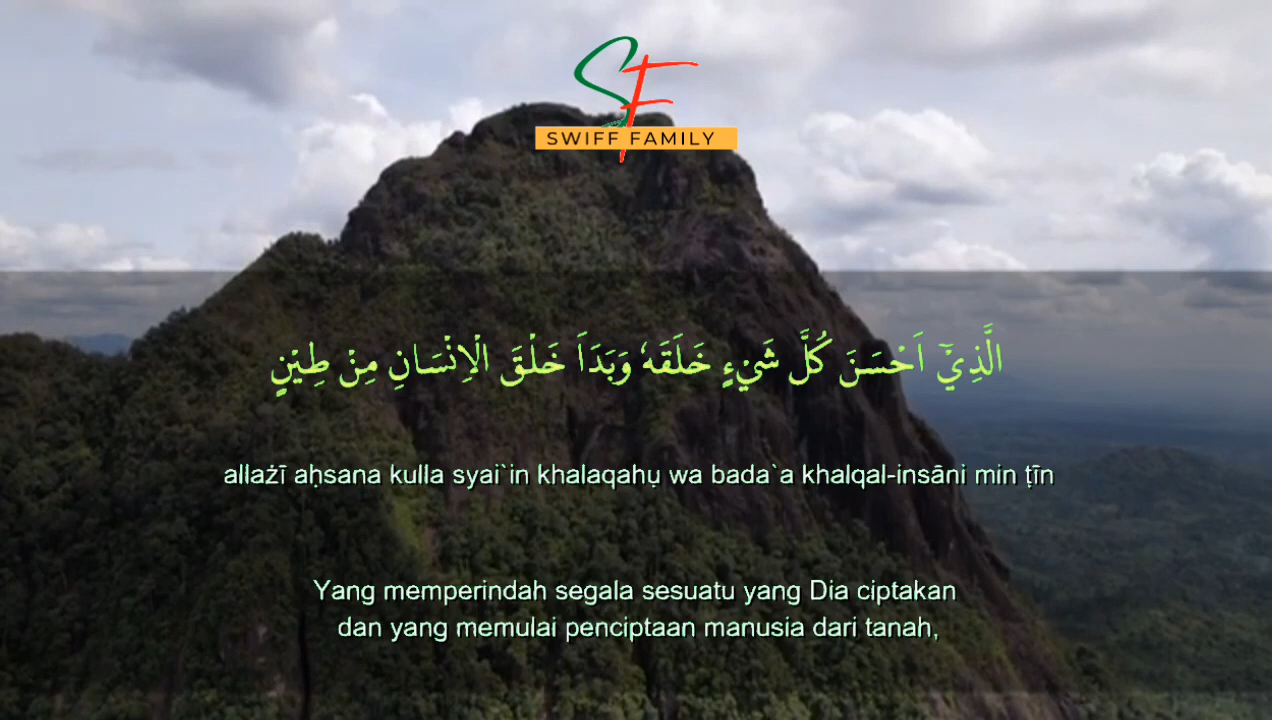 SF
SWIFF FAMILY
الَّذِيْٓ اَحْسَنَ كُلَّ شَيْءٍ خَلَقَهٗ وَبَدَاَ خَلْقَ الْاِنْسَانِ مِنْ طِيْنٍ
allażī aḥsana kulla syai`in khalaqahụ wa bada`a khalqal-insāni min ṭīn
Yang memperindah segala sesuatu yang Dia ciptakan
dan yang memulai penciptaan manusia dari tanah,